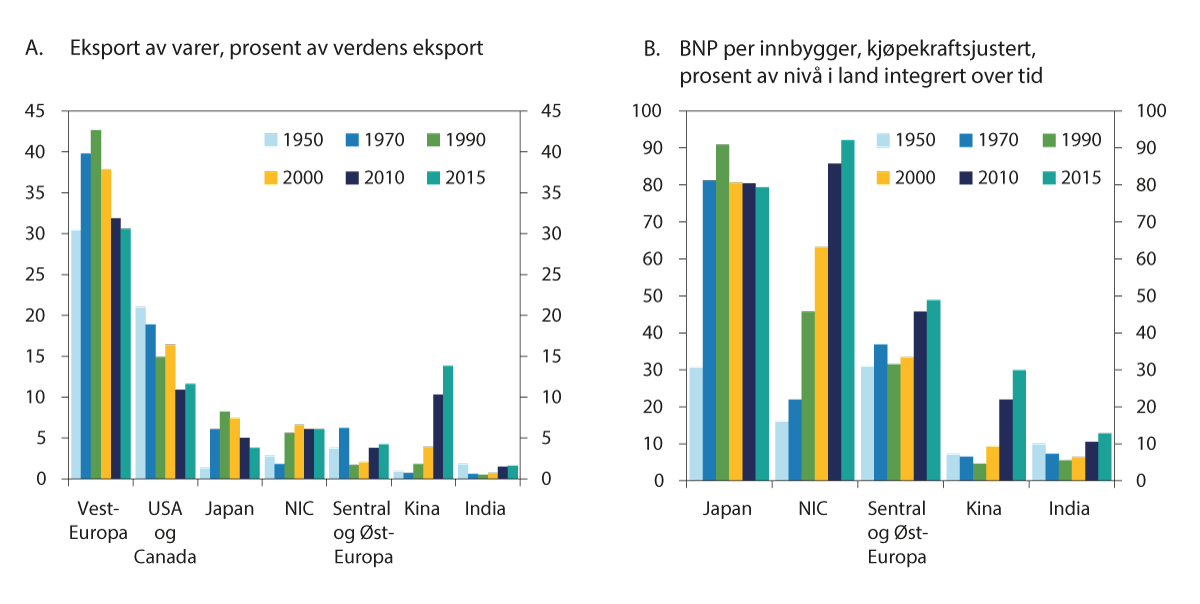 A. Eksport av varer, prosent av verdens eksport
45 45
40 40
35 35
30 30
25 25
20 20
15 15
10 10
5 5
0 0
1950 1970 1990
2000 2010 2015
Vest- USA Japan NIC Sentral Kina India
Europa og og Øst-
Canada Europa
B. BNP per innbygger, kjøpekraftsjustert,
prosent av nivå i land integrert over tid
100 100
90 90
80 80
70 70
60 60
50 50
40 40
30 30
20 20
10 10
0 0
1950 1970 1990
2000 2010 2015
Japan NIC Sentral Kina India
og Øst-
Europa